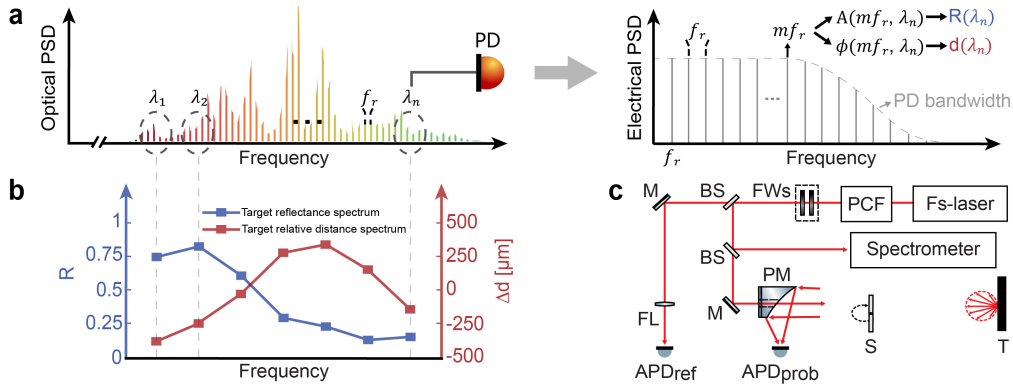 a
Optical PSD
λ1
λ2
fr
λn
PD
Frequency
Electrical PSD
fr
mfr
A(mfr, λn) R(λn)
ϕ(mfr, λn) d(λn)
PD bandwidth
fr
Frequency
b
R
1
0.75
0.5
0.25
0
Target reflectance spectrum
Target relative distance spectrum
500
250
0
-250
-500
Δd [μm]
Frequency
c
M
BS
FWs
PCF
Fs-laser
BS
Spectrometer
PM
M
FL
S
T
APDref
APDprob